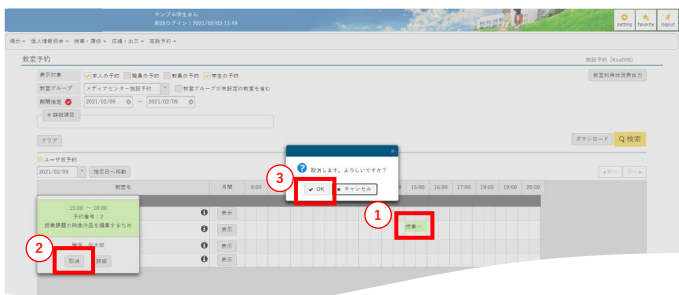 サンプル学生さん
前回ログイン：2021/02/03 11:49
setting favorite logout
掲示 個人情報照会 授業・履修 成績・出欠 施設予約
教室予約
施設予約 [Ksa008]
表示対象 本人の予約 職員の予約 教員の予約 学生の予約
教室利用状況表出力
教室グループ メディアセンター施設予約 教室グループが未設定の教室を含む
期間指定 2021/02/09 ～ 2021/02/09
詳細項目
クリア
ダウンロード 検索
ユーザ仮予約
2021/02/09 指定日へ移動
取消します。よろしいですか？
OK キャンセル
3
教室名 月間 8:00 15:00 16:00 17:00 18:00 19:00 20:00
15:00 ～ 18:00
予約番号：2
授業課題の映像作品を編集するため
表示
1
授業…
表示
2
表示
取消 詳細
表示